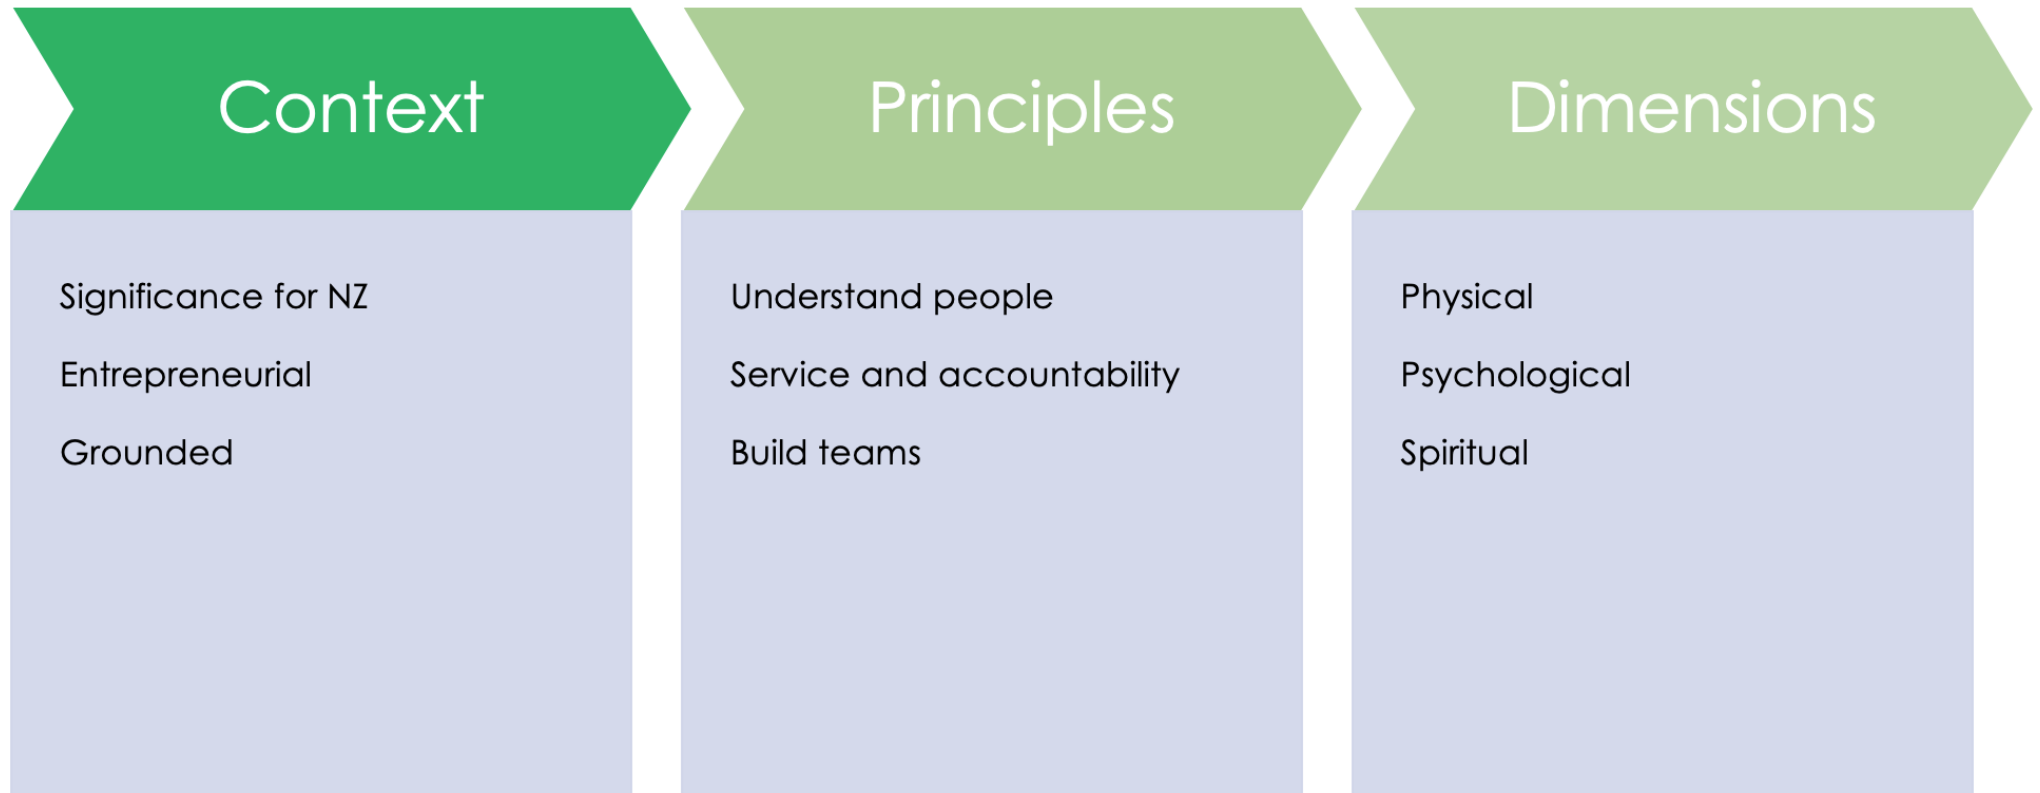 Context
Significance for NZ
Entrepreneurial
Grounded
Principles
Understand people
Service and accountability
Build teams
Dimensions
Physical
Psychological
Spiritual